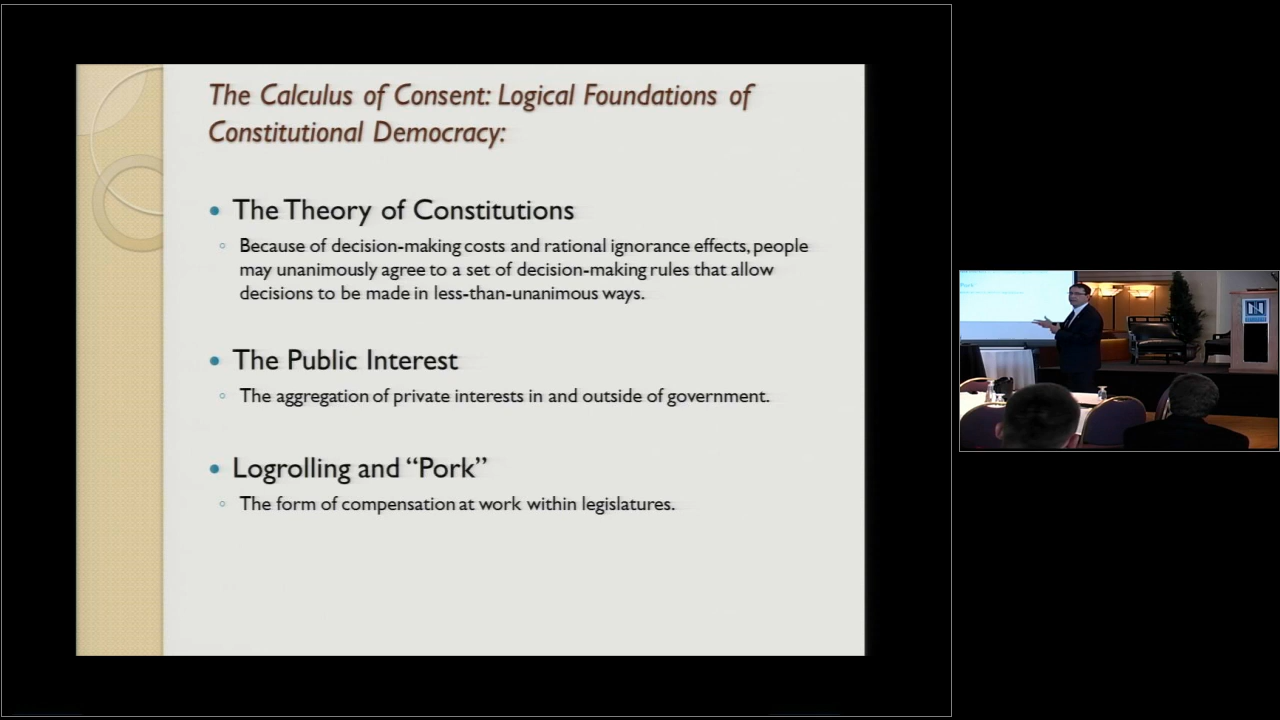 The Calculus of Consent: Logical Foundations of
Constitutional Democracy:
• The Theory of Constitutions
◦ Because of decision-making costs and rational ignorance effects, people
may unanimously agree to a set of decision-making rules that allow
decisions to be made in less-than-unanimous ways.
• The Public Interest
◦ The aggregation of private interests in and outside of government.
• Logrolling and “Pork”
◦ The form of compensation at work within legislatures.
N